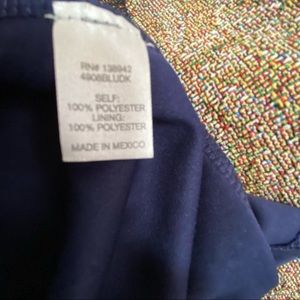 RN# 138942
4908BLUDK
SELF:
100% POLYESTER
LINING:
100% POLYESTER
MADE IN MEXICO